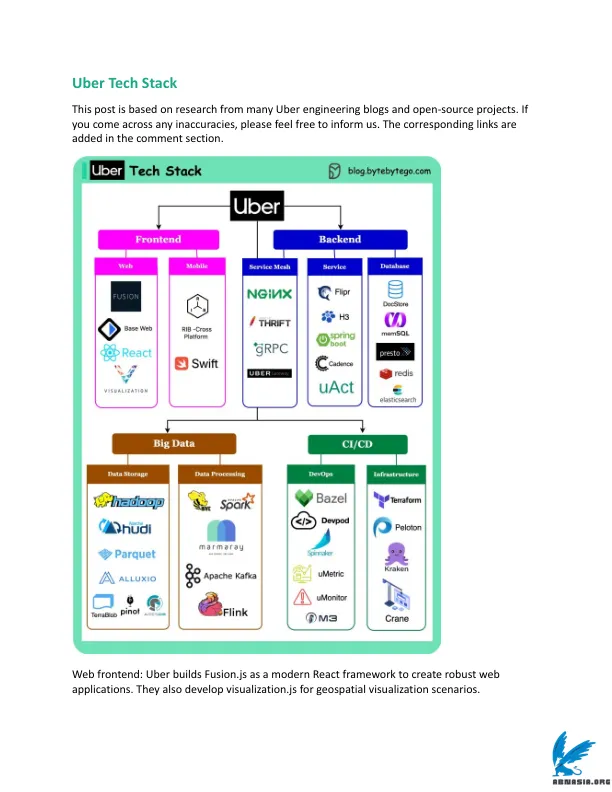 Uber Tech Stack
This post is based on research from many Uber engineering blogs and open-source projects. If
you come across any inaccuracies, please feel free to inform us. The corresponding links are
added in the comment section.
Uber Tech Stack
blog.bytebytego.com
Uber
Frontend
Backend
Web
Mobile
Service Mesh
Service
Database
FUSION
Base Web
React
VISUALIZATION
RIB -Cross
Platform
Swift
NGINX
THRIFT
gRPC
UBER
Flipr
H3
spring
boot
Cadence
uAct
DocStore
memSQL
presto
redis
elasticsearch
Big Data
CI/CD
Data Storage
Data Processing
DevOps
Infrastructure
hadoop
hudi
Parquet
ALLUXIO
TerraBlob
pinot
HIVE
Spark
marmaray
Apache Kafka
Flink
Bazel
Devpod
Spinnaker
uMetric
uMonitor
M3
Terraform
Peloton
Kraken
Crane
Web frontend: Uber builds Fusion.js as a modern React framework to create robust web
applications. They also develop visualization.js for geospatial visualization scenarios.
ABNASIA.ORG